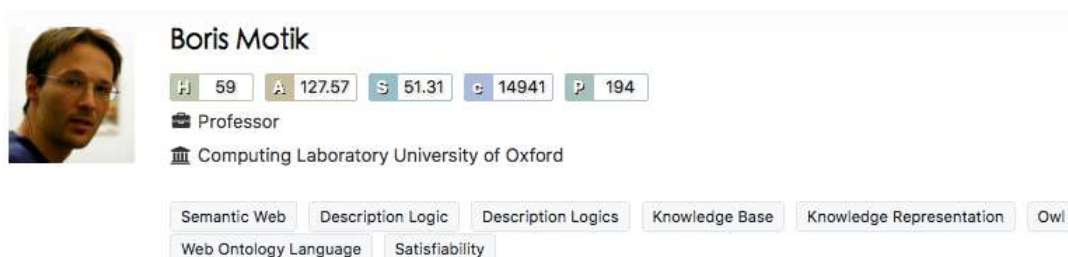 Boris Motik
H 59 A 127.57 S 51.31 c 14941 P 194
Professor
Computing Laboratory University of Oxford
Semantic Web Description Logic Description Logics Knowledge Base Knowledge Representation Owl
Web Ontology Language Satisfiability